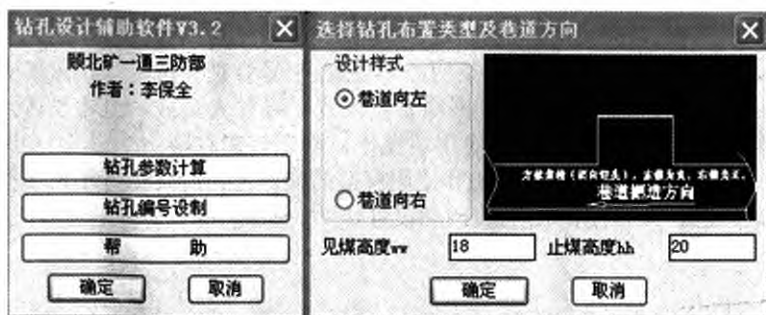 钻孔设计辅助软件V3.2
顾北矿一通三防部
作者：李保全
钻孔参数计算
钻孔编号设制
帮 助
确定 取消
选择钻孔布置类型及巷道方向
设计样式
巷道向左
巷道向右
巷道掘进方向
见煤高度ww 18 止煤高度hh 20
确定 取消